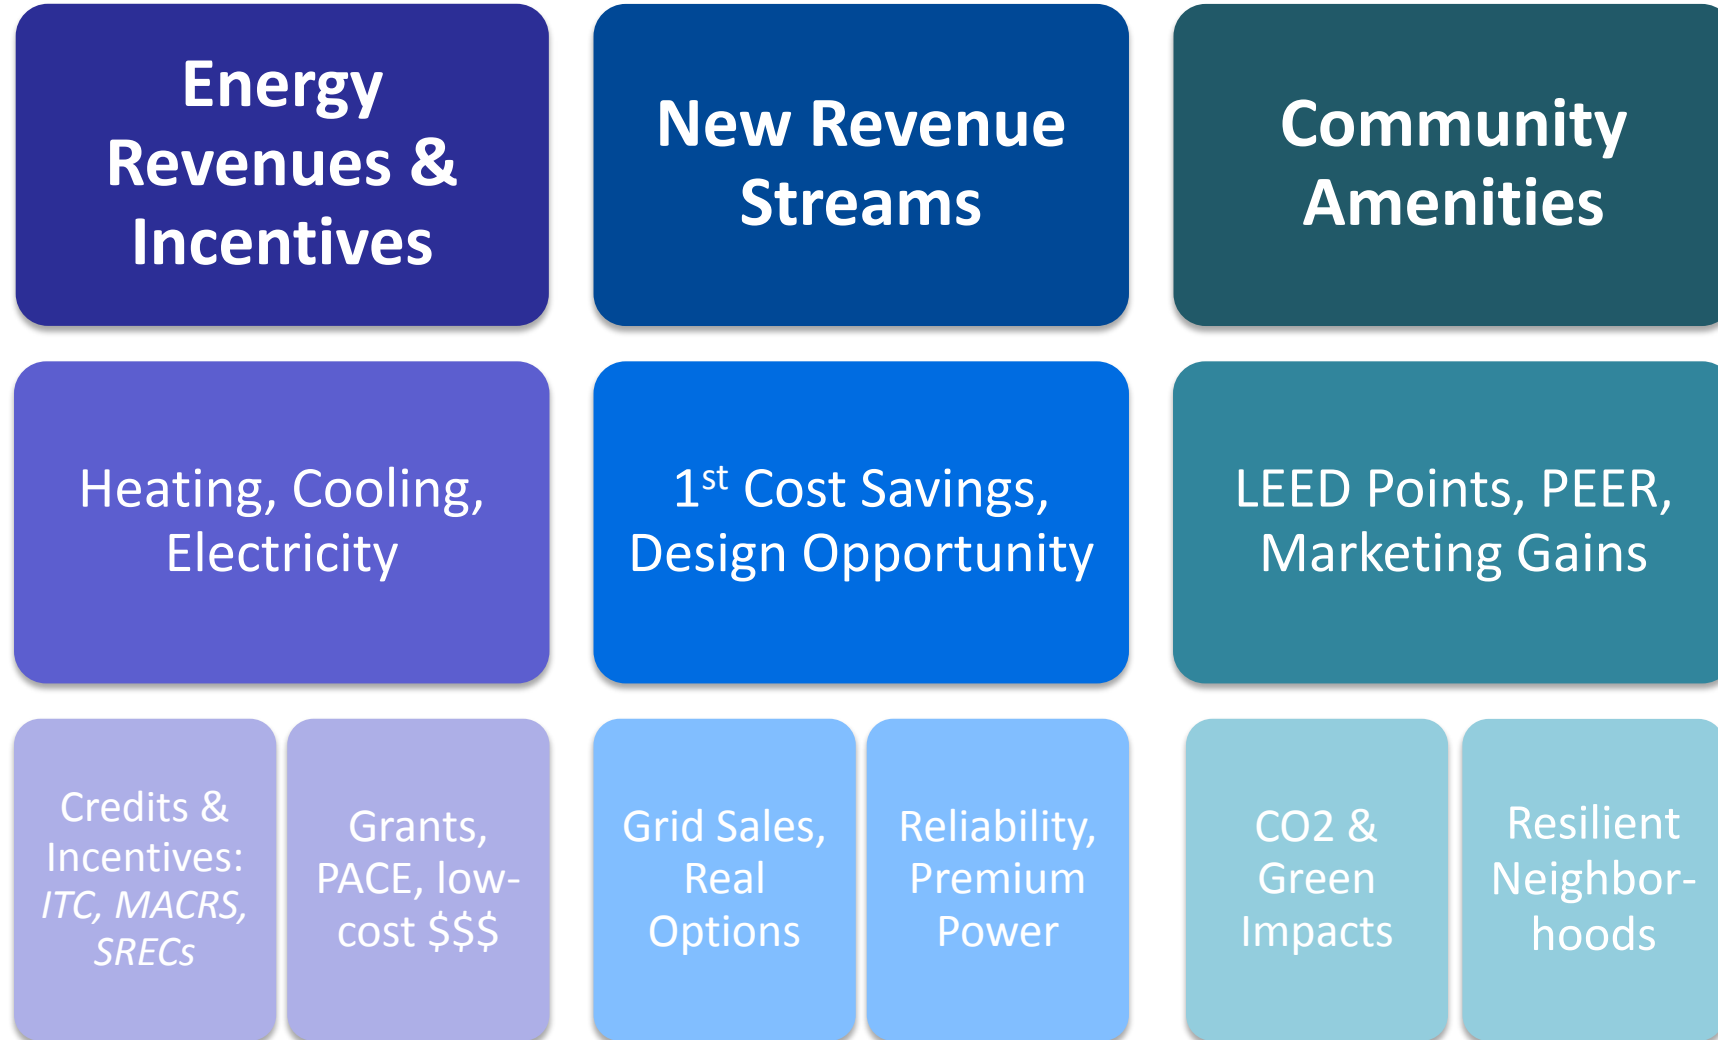 Energy
Revenues &
Incentives
New Revenue
Streams
Community
Amenities
Heating, Cooling,
Electricity
1st Cost Savings,
Design Opportunity
LEED Points, PEER,
Marketing Gains
Credits &
Incentives:
ITC, MACRS,
SRECs
Grants,
PACE, low-
cost $$$
Grid Sales,
Real
Options
Reliability,
Premium
Power
CO2 &
Green
Impacts
Resilient
Neighbor-
hoods